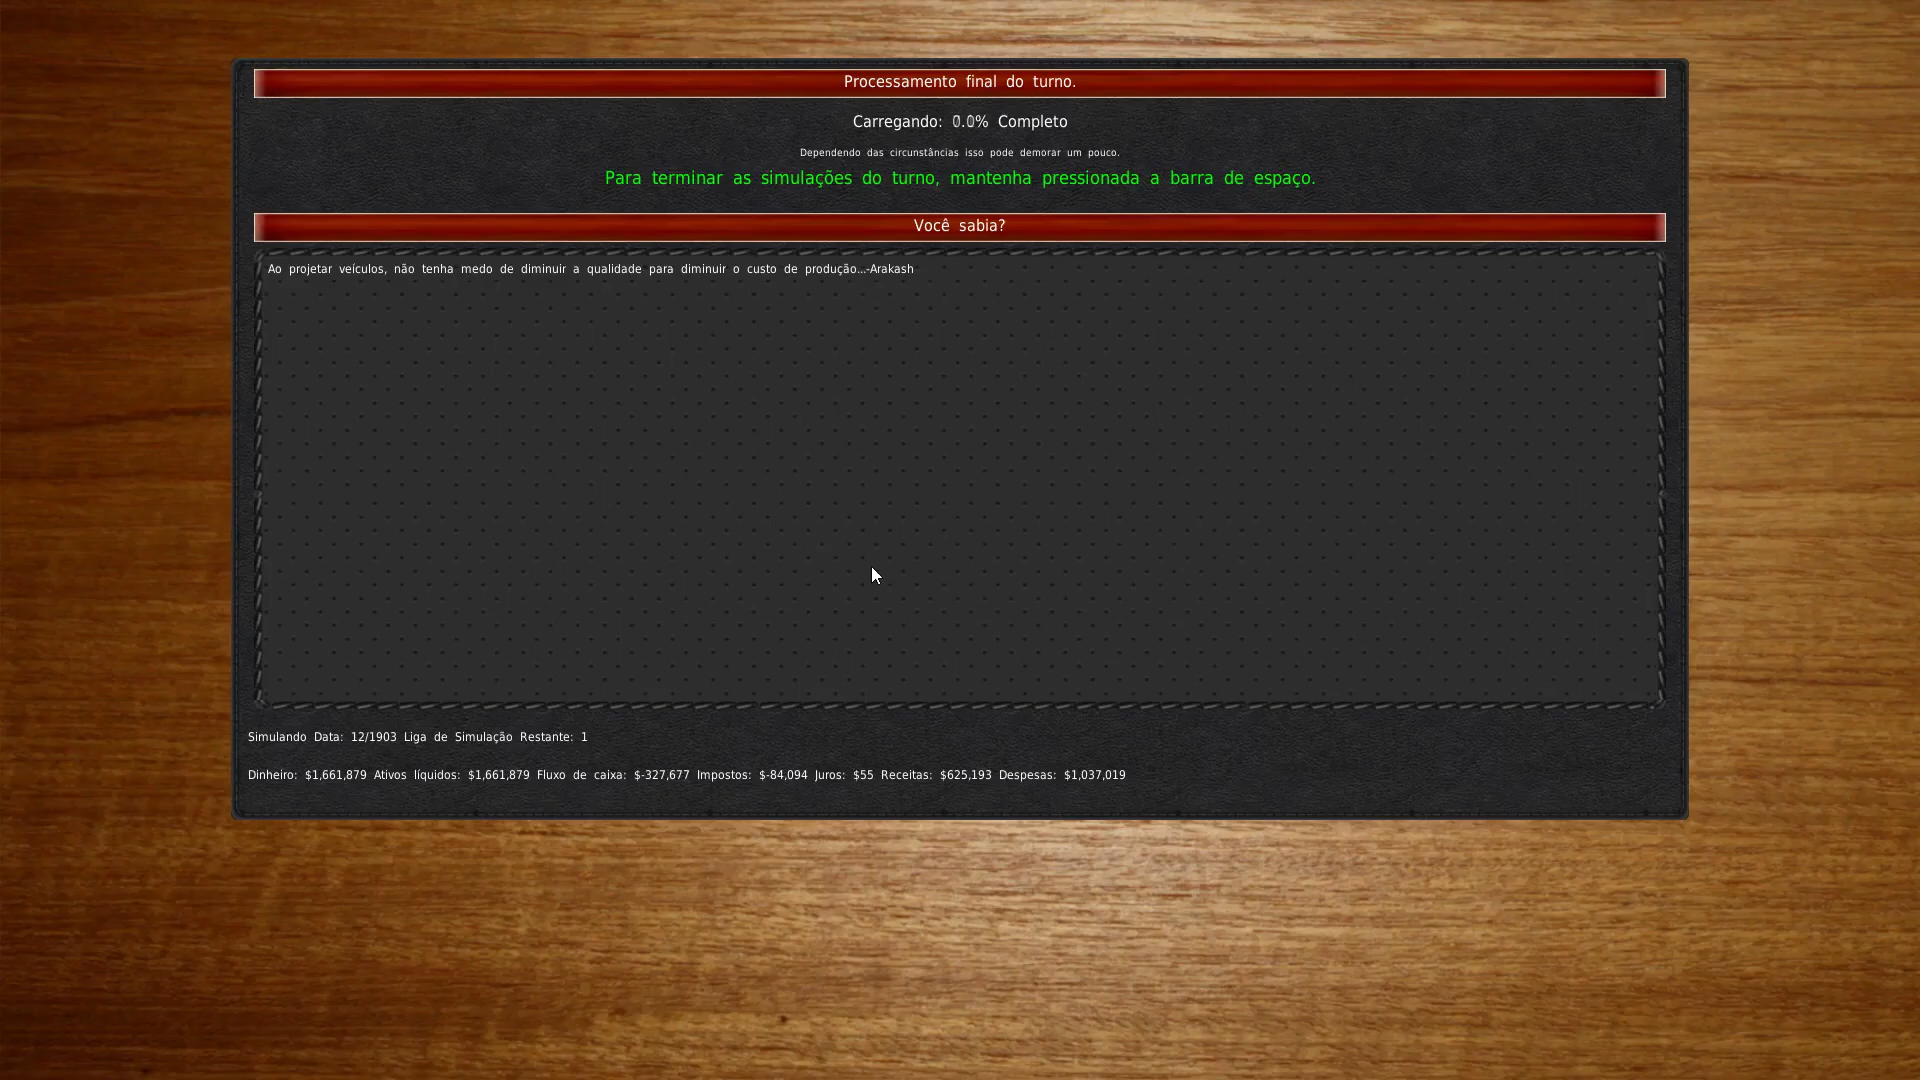 Processamento final do turno.
Carregando: 0.0% Completo
Dependendo das circunstâncias isso pode demorar um pouco.
Para terminar as simulações do turno, mantenha pressionada a barra de espaço.
Você sabia?
Ao projetar veículos, não tenha medo de diminuir a qualidade para diminuir o custo de produção...-Arakash
Simulando Data: 12/1903 Liga de Simulação Restante: 1
Dinheiro: $1,661,879 Ativos líquidos: $1,661,879 Fluxo de caixa: $-327,677 Impostos: $-84,094 Juros: $55 Receitas: $625,193 Despesas: $1,037,019